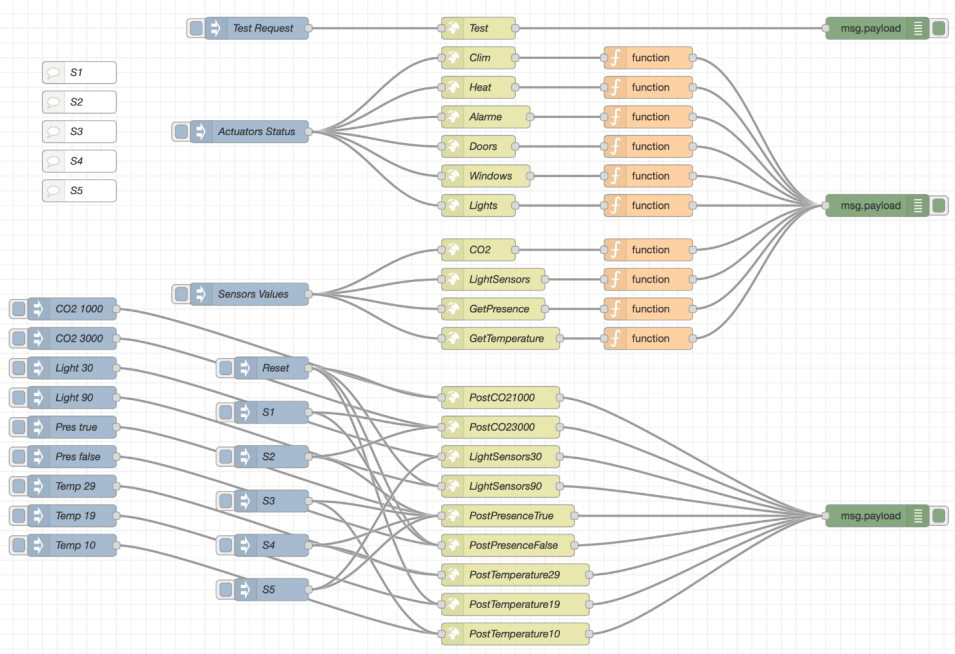 Test Request
Test
msg.payload
Clim
function
S1
Heat
function
S2
Alarme
function
S3
Actuators Status
Doors
function
S4
Windows
function
S5
Lights
function
msg.payload
CO2
function
LightSensors
function
Sensors Values
GetPresence
function
CO2 1000
GetTemperature
function
CO2 3000
Light 30
Reset
Light 90
PostCO21000
S1
Pres true
PostCO23000
Pres false
S2
LightSensors30
Temp 29
LightSensors90
S3
Temp 19
PostPresenceTrue
msg.payload
Temp 10
S4
PostPresenceFalse
PostTemperature29
S5
PostTemperature19
PostTemperature10